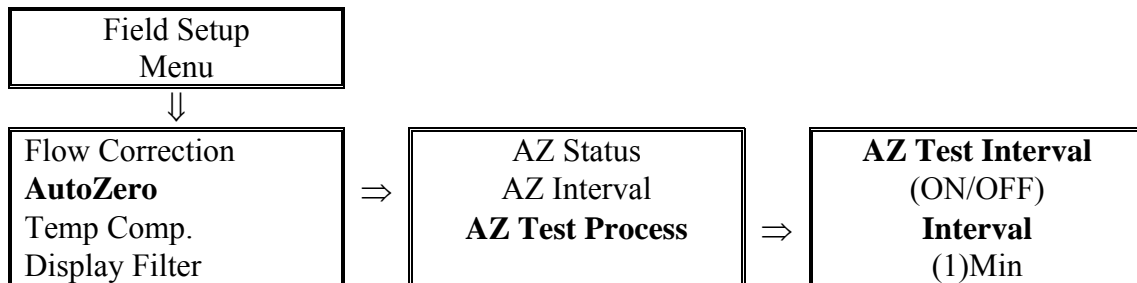 Field Setup
Menu
⇓
Flow Correction
AutoZero
Temp Comp.
Display Filter
⇒
AZ Status
AZ Interval
AZ Test Process
⇒
AZ Test Interval
(ON/OFF)
Interval
(1)Min